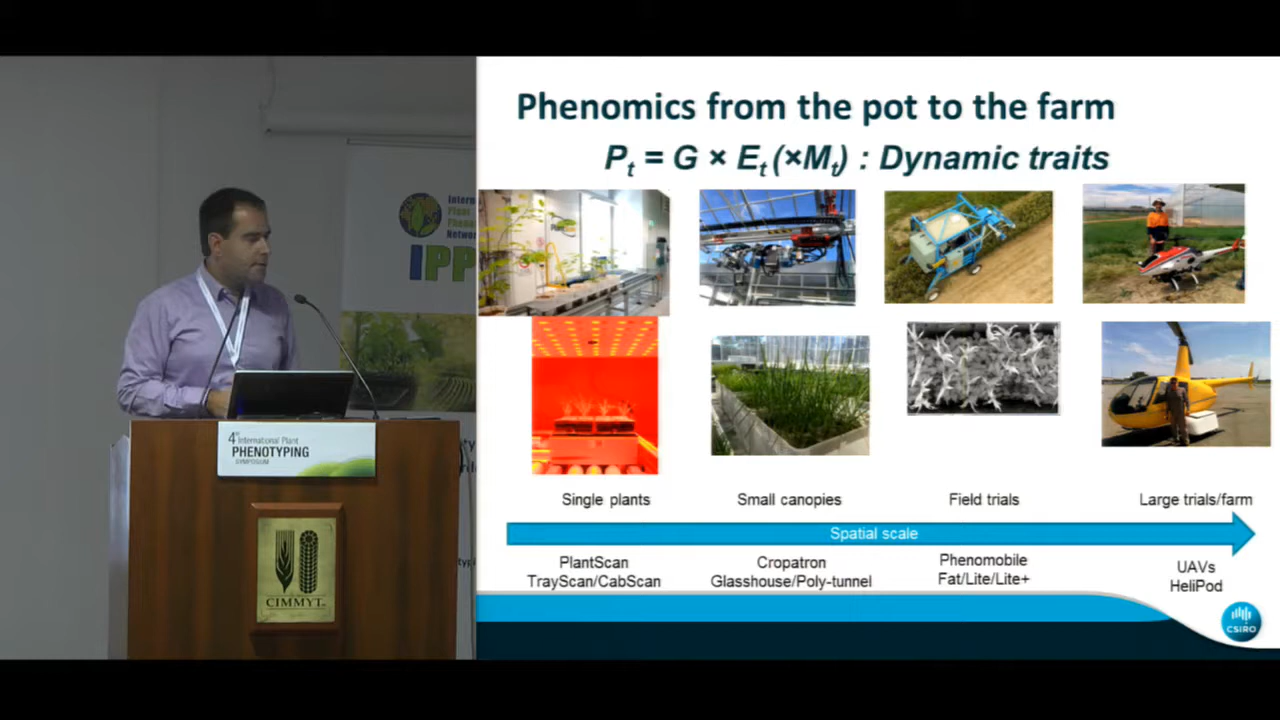 Phenomics from the pot to the farm
Pt = G × Et (×Mt) : Dynamic traits
Single plants
Small canopies
Field trials
Large trials/farm
Spatial scale
PlantScan
TrayScan/CabScan
Cropatron
Glasshouse/Poly-tunnel
Phenomobile
Fat/Lite/Lite+
UAVs
HeliPod
CSIRO
Plant
IPP
4th International Plant
PHENOTYPING
SYMPOSIUM
CIMMYT